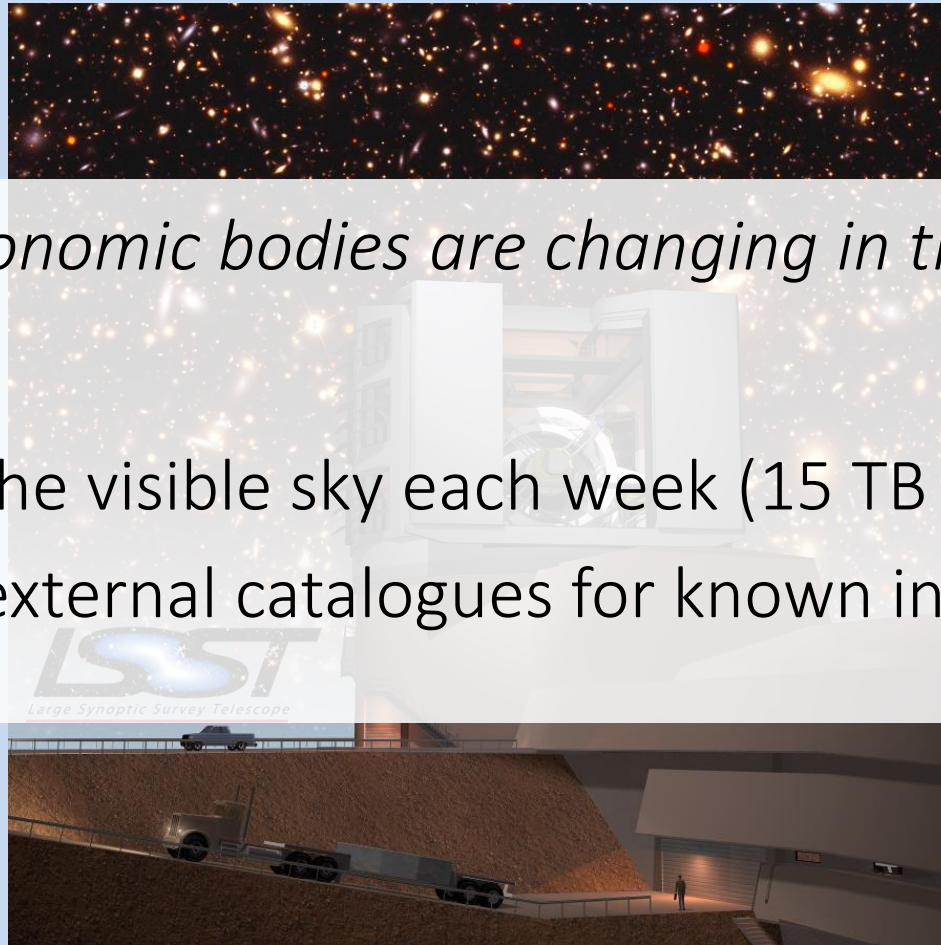 onomic bodies are changing in t
he visible sky each week (15 TB
external catalogues for known in
LSST
Large Synoptic Survey Telescope